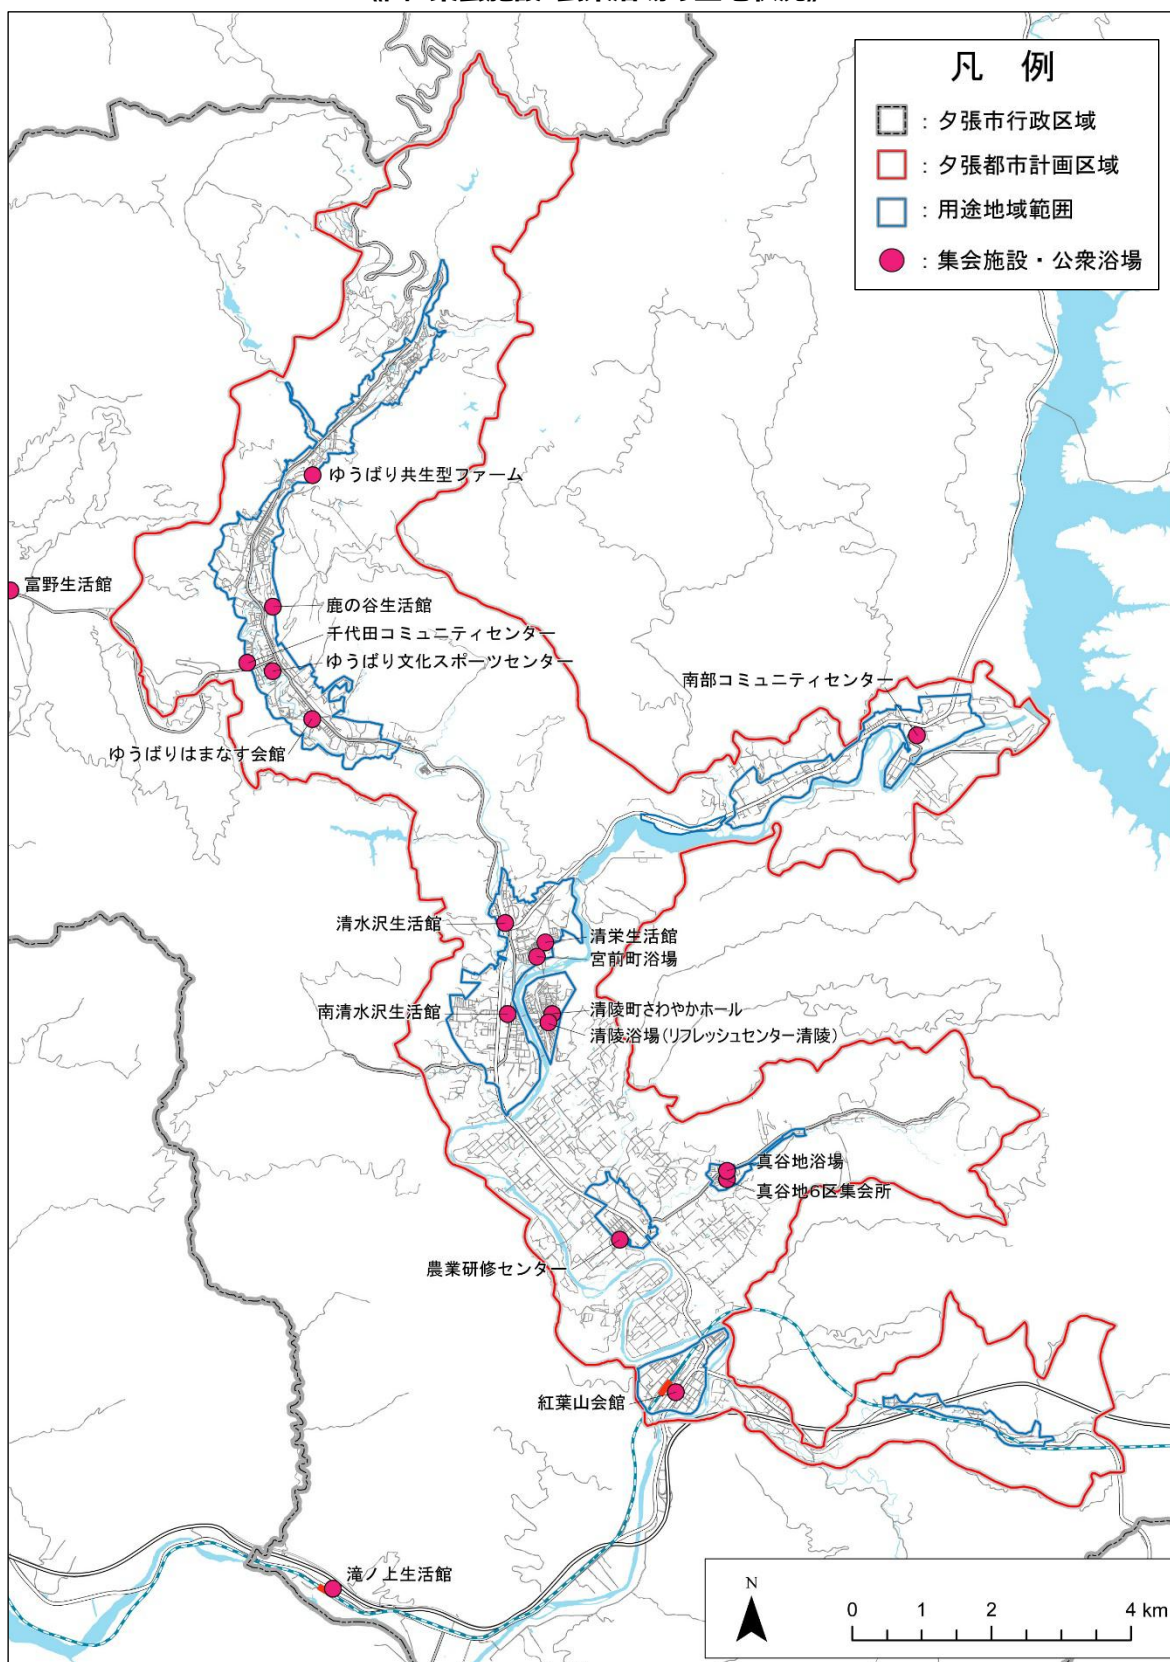 凡 例
：夕張市行政区域
：夕張都市計画区域
：用途地域範囲
：集会施設・公衆浴場
ゆうばり共生型ファーム
富野生活館
鹿の谷生活館
千代田コミュニティセンター
ゆうばり文化スポーツセンター
南部コミュニティセンター
ゆうばりはまなす会館
清水沢生活館
清栄生活館
宮前町浴場
南清水沢生活館
清陵町さわやかホール
清陵浴場(リフレッシュセンター清陵)
真谷地浴場
真谷地6区集会所
農業研修センター
紅葉山会館
滝ノ上生活館
N
0 1 2 4 km